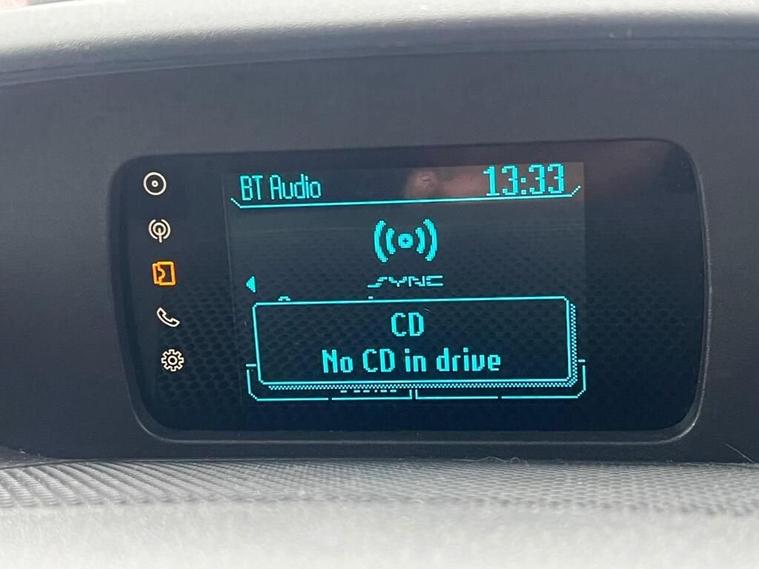 BT Audio 13:33
SYNC
CD
No CD in drive